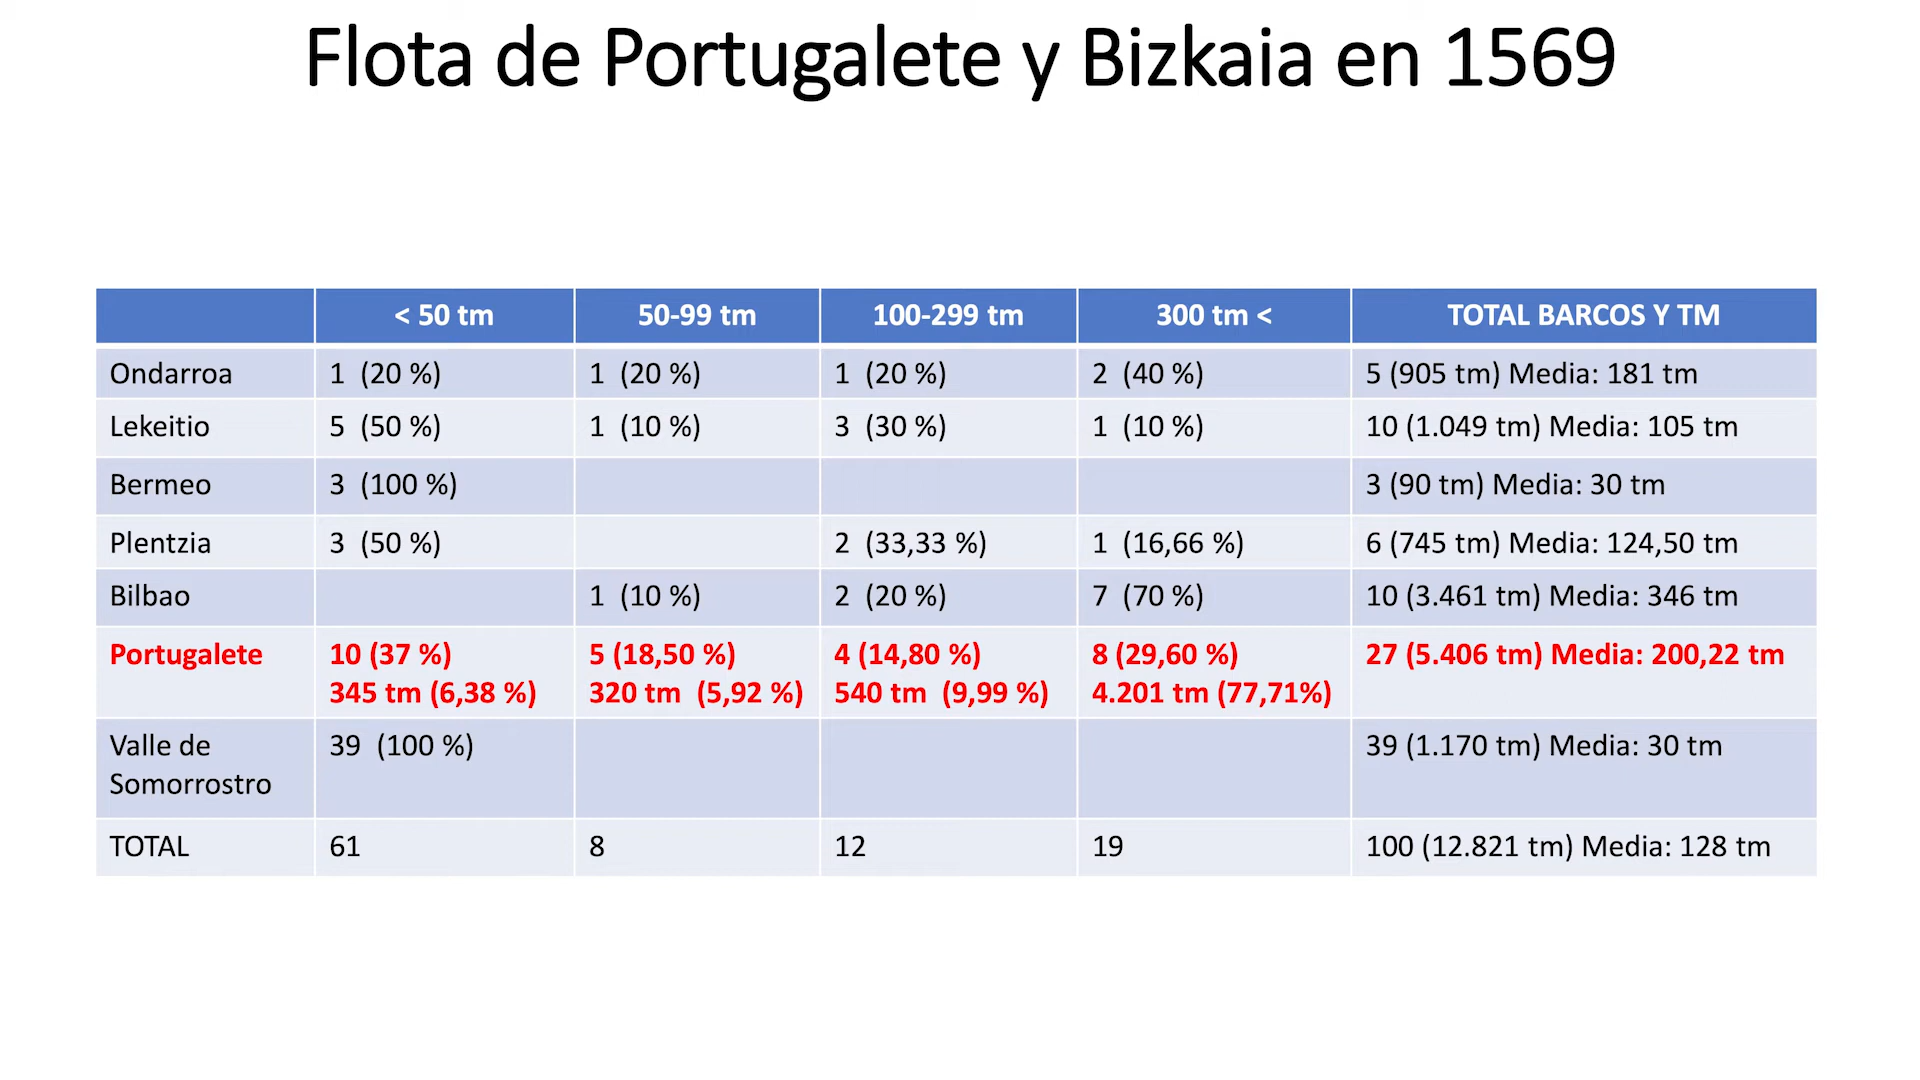 Flota de Portugalete y Bizkaia en 1569
< 50 tm 50-99 tm 100-299 tm 300 tm < TOTAL BARCOS Y TM
Ondarroa 1 (20 %) 1 (20 %) 1 (20 %) 2 (40 %) 5 (905 tm) Media: 181 tm
Lekeitio 5 (50 %) 1 (10 %) 3 (30 %) 1 (10 %) 10 (1.049 tm) Media: 105 tm
Bermeo 3 (100 %) 3 (90 tm) Media: 30 tm
Plentzia 3 (50 %) 2 (33,33 %) 1 (16,66 %) 6 (745 tm) Media: 124,50 tm
Bilbao 1 (10 %) 2 (20 %) 7 (70 %) 10 (3.461 tm) Media: 346 tm
Portugalete 10 (37 %) 5 (18,50 %) 4 (14,80 %) 8 (29,60 %) 27 (5.406 tm) Media: 200,22 tm
345 tm (6,38 %) 320 tm (5,92 %) 540 tm (9,99 %) 4.201 tm (77,71%)
Valle de 39 (100 %) 39 (1.170 tm) Media: 30 tm
Somorrostro
TOTAL 61 8 12 19 100 (12.821 tm) Media: 128 tm